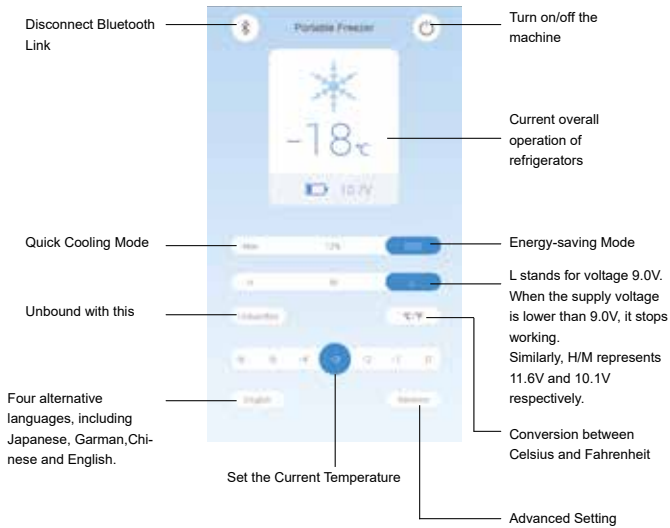 Disconnect Bluetooth
Link
Portable Freezer
Turn on/off the
machine
-18℃
Current overall
operation of
refrigerators
10.7V
Quick Cooling Mode
Max
Energy-saving Mode
H
M
L
L stands for voltage 9.0V.
When the supply voltage
is lower than 9.0V, it stops
working.
Similarly, H/M represents
11.6V and 10.1V
respectively.
Unbound with this
℃/℉
Four alternative
languages, including
Japanese, Garman,Chi-
nese and English.
English
Conversion between
Celsius and Fahrenheit
Set the Current Temperature
Advanced Setting